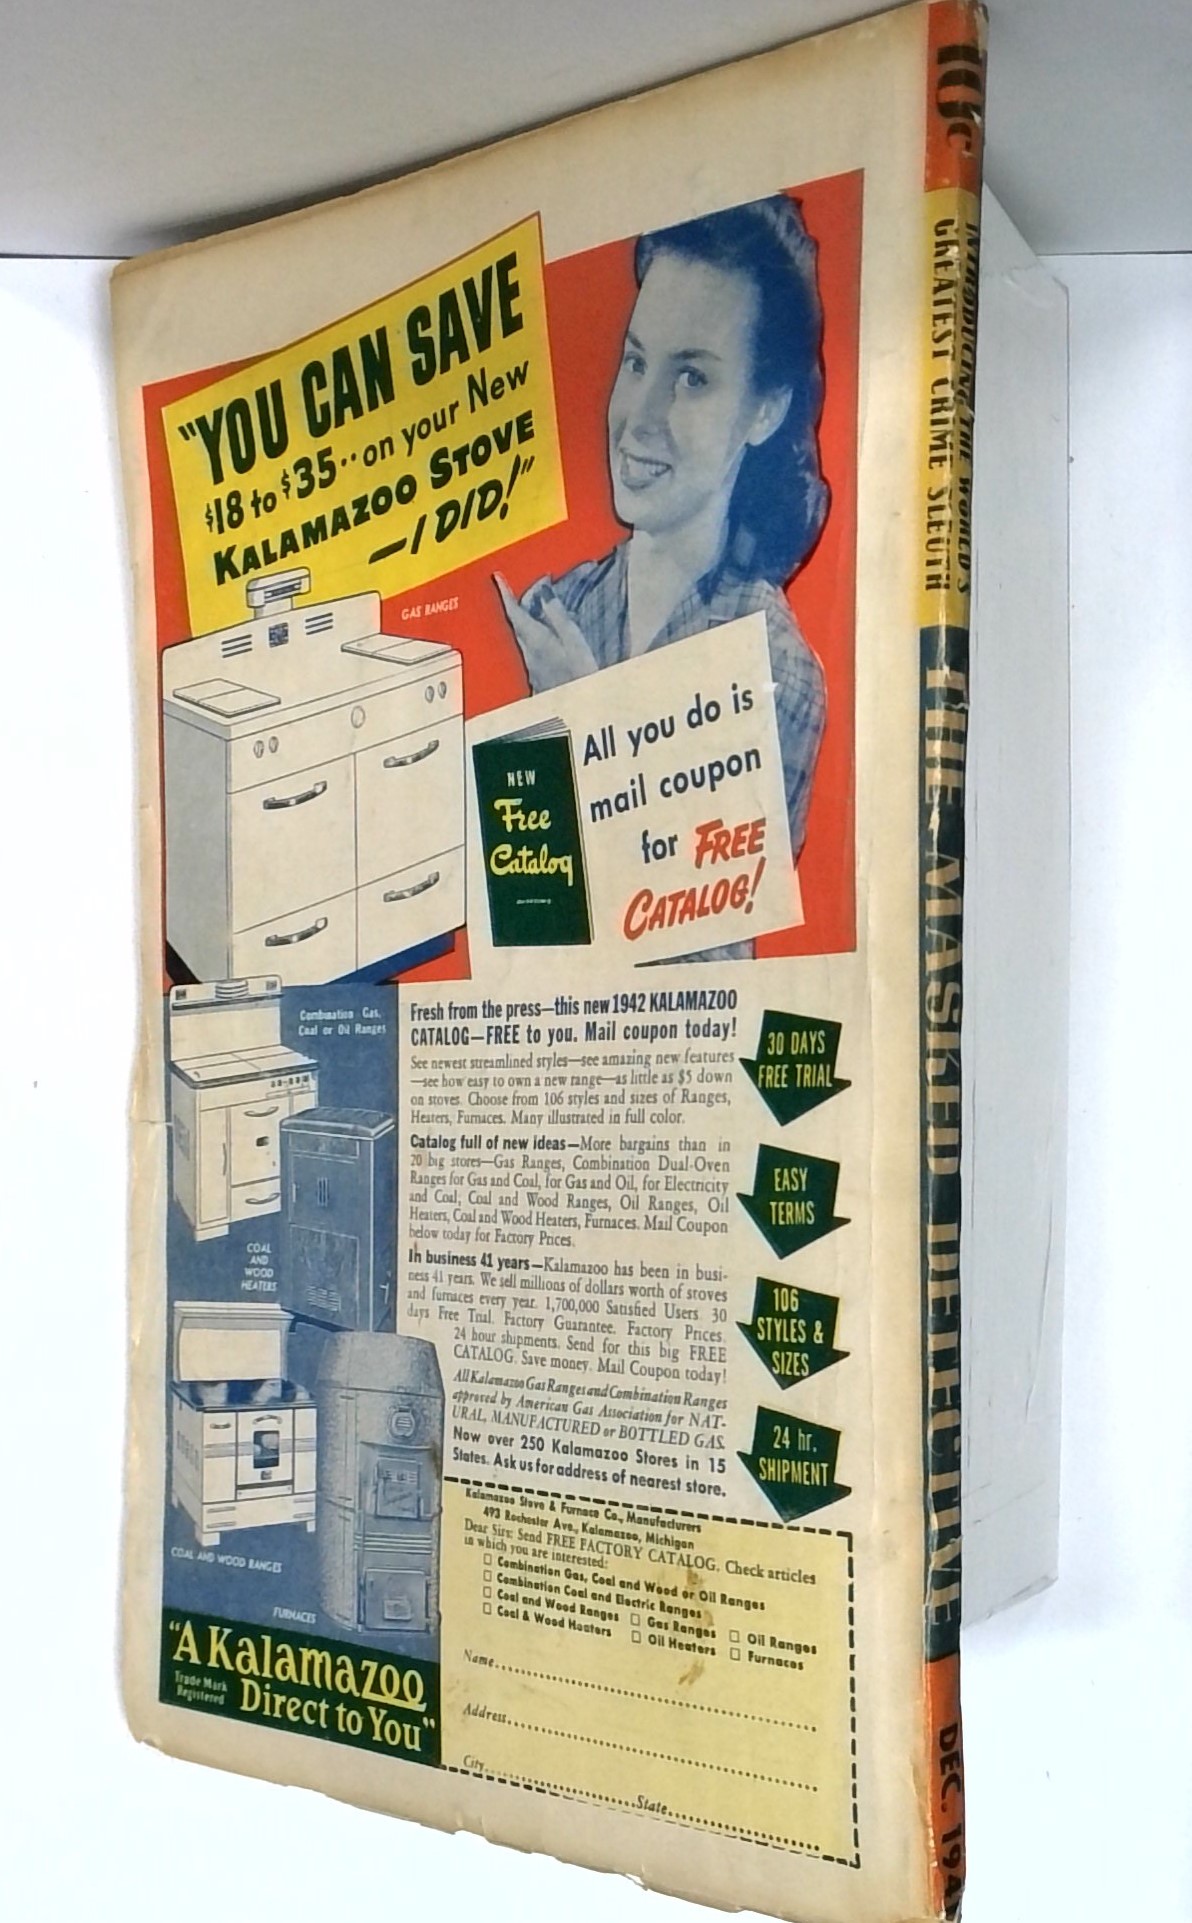 "YOU CAN SAVE
$18 to $35·· on your New
KALAMAZOO STOVE
—I DID!"
GAS RANGES
NEW
Free
Catalog
All you do is
mail coupon
for FREE
CATALOG!
Combination Gas,
Coal or Oil Ranges
COAL
AND
WOOD
HEATERS
COAL AND WOOD RANGES
FURNACES
"A Kalamazoo
Trade Mark
Registered
Direct to You"
Fresh from the press—this new 1942 KALAMAZOO
CATALOG—FREE to you. Mail coupon today!
See newest streamlined styles—see amazing new features
—see how easy to own a new range—as little as $5 down
on stoves. Choose from 106 styles and sizes of Ranges,
Heaters, Furnaces. Many illustrated in full color.
Catalog full of new ideas—More bargains than in
20 big stores—Gas Ranges, Combination Dual-Oven
Ranges for Gas and Coal, for Gas and Oil, for Electricity
and Coal, Coal and Wood Ranges, Oil Ranges, Oil
Heaters, Coal and Wood Heaters, Furnaces. Mail Coupon
below today for Factory Prices.
In business 41 years—Kalamazoo has been in busi-
ness 41 years. We sell millions of dollars worth of stoves
and furnaces every year. 1,700,000 Satisfied Users. 30
days Free Trial. Factory Guarantee. Factory Prices.
24 hour shipments. Send for this big FREE
CATALOG. Save money. Mail Coupon today!
All Kalamazoo Gas Ranges and Combination Ranges
approved by American Gas Association for NAT-
URAL, MANUFACTURED or BOTTLED GAS.
Now over 250 Kalamazoo Stores in 15
States. Ask us for address of nearest store.
30 DAYS
FREE TRIAL
EASY
TERMS
106
STYLES &
SIZES
24 hr.
SHIPMENT
Kalamazoo Stove & Furnace Co., Manufacturers
493 Rochester Ave., Kalamazoo, Michigan
Dear Sirs: Send FREE FACTORY CATALOG. Check articles
in which you are interested:
☐ Combination Gas, Coal and Wood or Oil Ranges
☐ Combination Coal and Electric Ranges
☐ Coal and Wood Ranges ☐ Gas Ranges ☐ Oil Ranges
☐ Coal & Wood Heaters ☐ Oil Heaters ☐ Furnaces
Name
Address
City State
10¢
INTRODUCING THE WORLD'S
GREATEST CRIME SLEUTH
THE MASKED DETECTIVE
DEC.